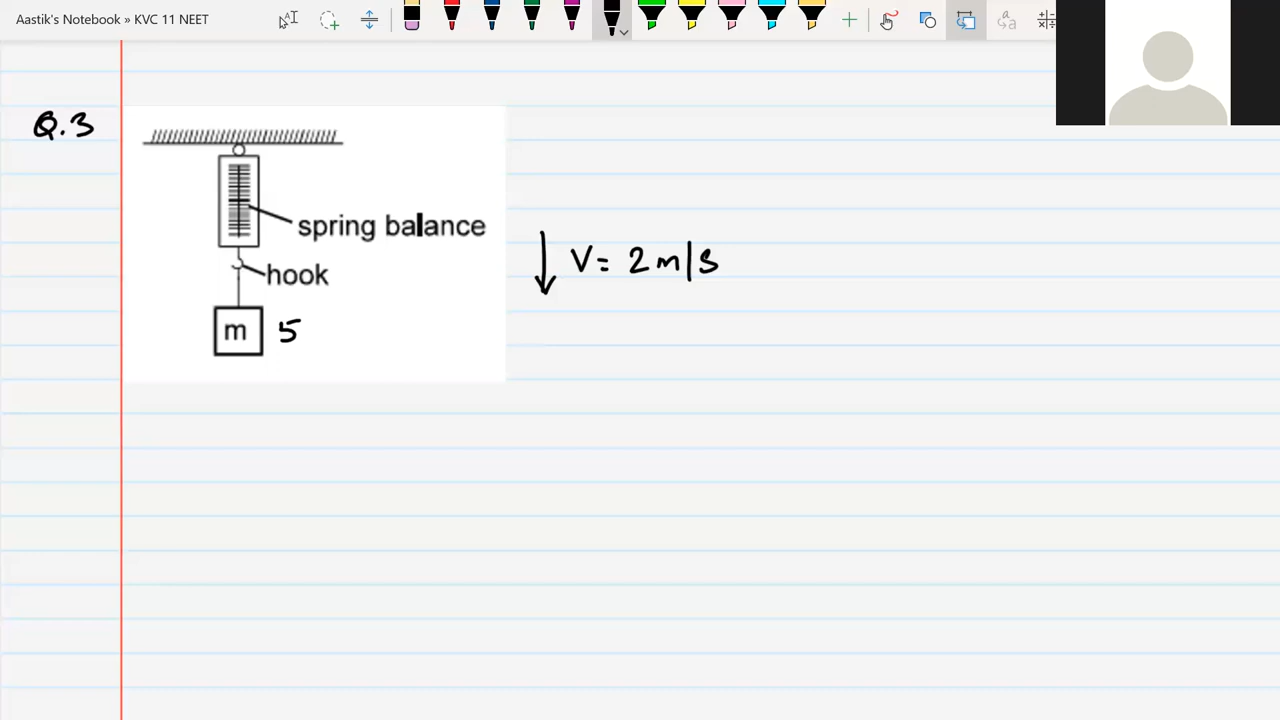 Aastik's Notebook » KVC 11 NEET
Q.3
spring balance
V = 2 m/s
hook
m 5